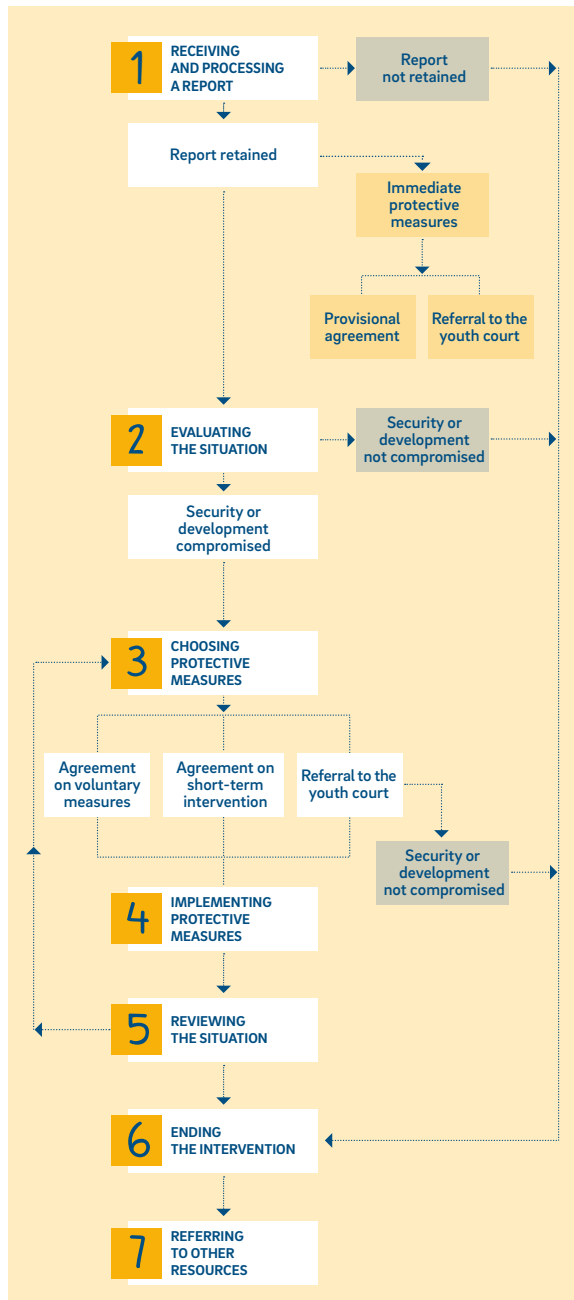 1
RECEIVING
AND PROCESSING
A REPORT
Report
not retained
Report retained
Immediate
protective
measures
Provisional
agreement
Referral to the
youth court
2
EVALUATING
THE SITUATION
Security or
development
not compromised
Security or
development
compromised
3
CHOOSING
PROTECTIVE
MEASURES
Agreement
on voluntary
measures
Agreement on
short-term
intervention
Referral to the
youth court
Security or
development
not compromised
4
IMPLEMENTING
PROTECTIVE
MEASURES
5
REVIEWING
THE SITUATION
6
ENDING
THE INTERVENTION
7
REFERRING
TO OTHER
RESOURCES